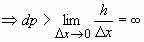 ⇒ dp > lim_{Δx→0} h/Δx = ∞